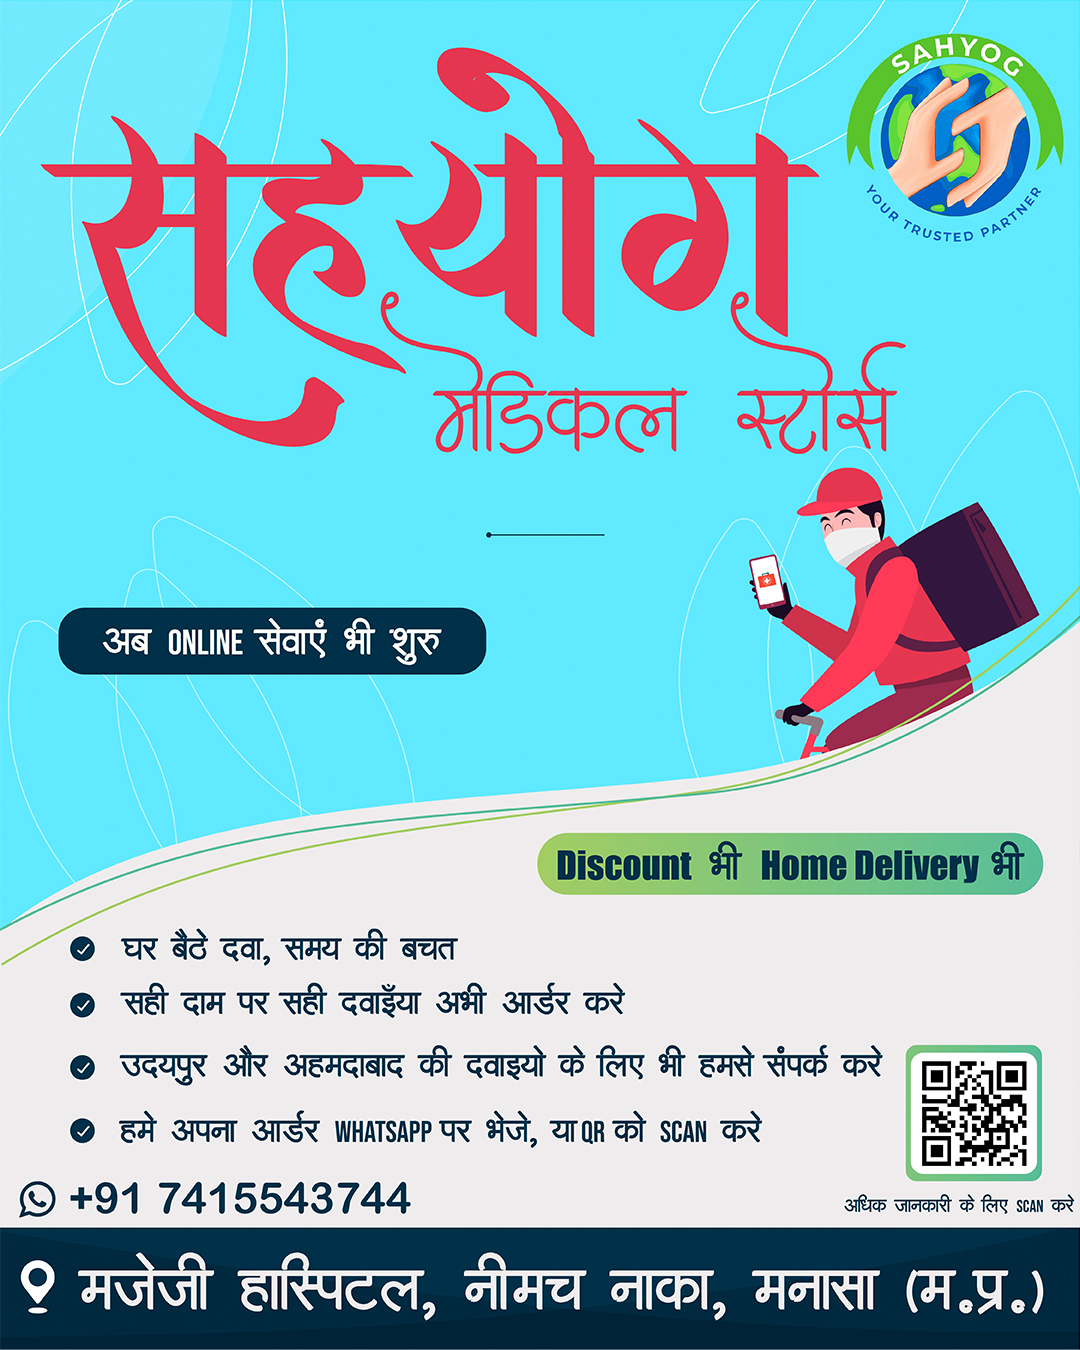 SAHYOG
YOUR TRUSTED PARTNER
सहयोग
मेडिकल स्टोर्स
अब ONLINE सेवाएं भी शुरु
Discount भी Home Delivery भी
घर बैठे दवा, समय की बचत
सही दाम पर सही दवाइँया अभी आर्डर करे
उदयपुर और अहमदाबाद की दवाइयो के लिए भी हमसे संपर्क करे
हमे अपना आर्डर WHATSAPP पर भेजे, या QR को SCAN करे
+91 7415543744
अधिक जानकारी के लिए SCAN करे
मजेजी हास्पिटल, नीमच नाका, मनासा (म.प्र.)